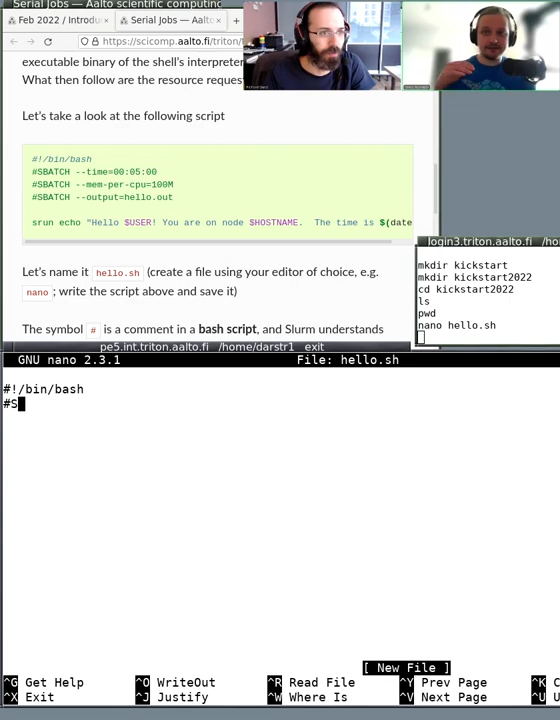 Serial Jobs — Aalto scientific computing
Feb 2022 / Introdu
Serial Jobs — Aalto
https://scicomp.aalto.fi/triton/
executable binary of the shell's interpreter
What then follow are the resource reques
Let's take a look at the following script
#!/bin/bash
#SBATCH --time=00:05:00
#SBATCH --mem-per-cpu=100M
#SBATCH --output=hello.out
srun echo "Hello $USER! You are on node $HOSTNAME.  The time is $(date
Let's name it hello.sh (create a file using your editor of choice, e.g.
nano ; write the script above and save it)
The symbol # is a comment in a bash script, and Slurm understands
login3.triton.aalto.fi /ho
mkdir kickstart
mkdir kickstart2022
cd kickstart2022
ls
pwd
nano hello.sh
pe5.int.triton.aalto.fi /home/darstr1 exit
GNU nano 2.3.1 File: hello.sh
#!/bin/bash
#S
[ New File ]
^G Get Help ^O WriteOut ^R Read File ^Y Prev Page ^K C
^X Exit ^J Justify ^W Where Is ^V Next Page ^U U